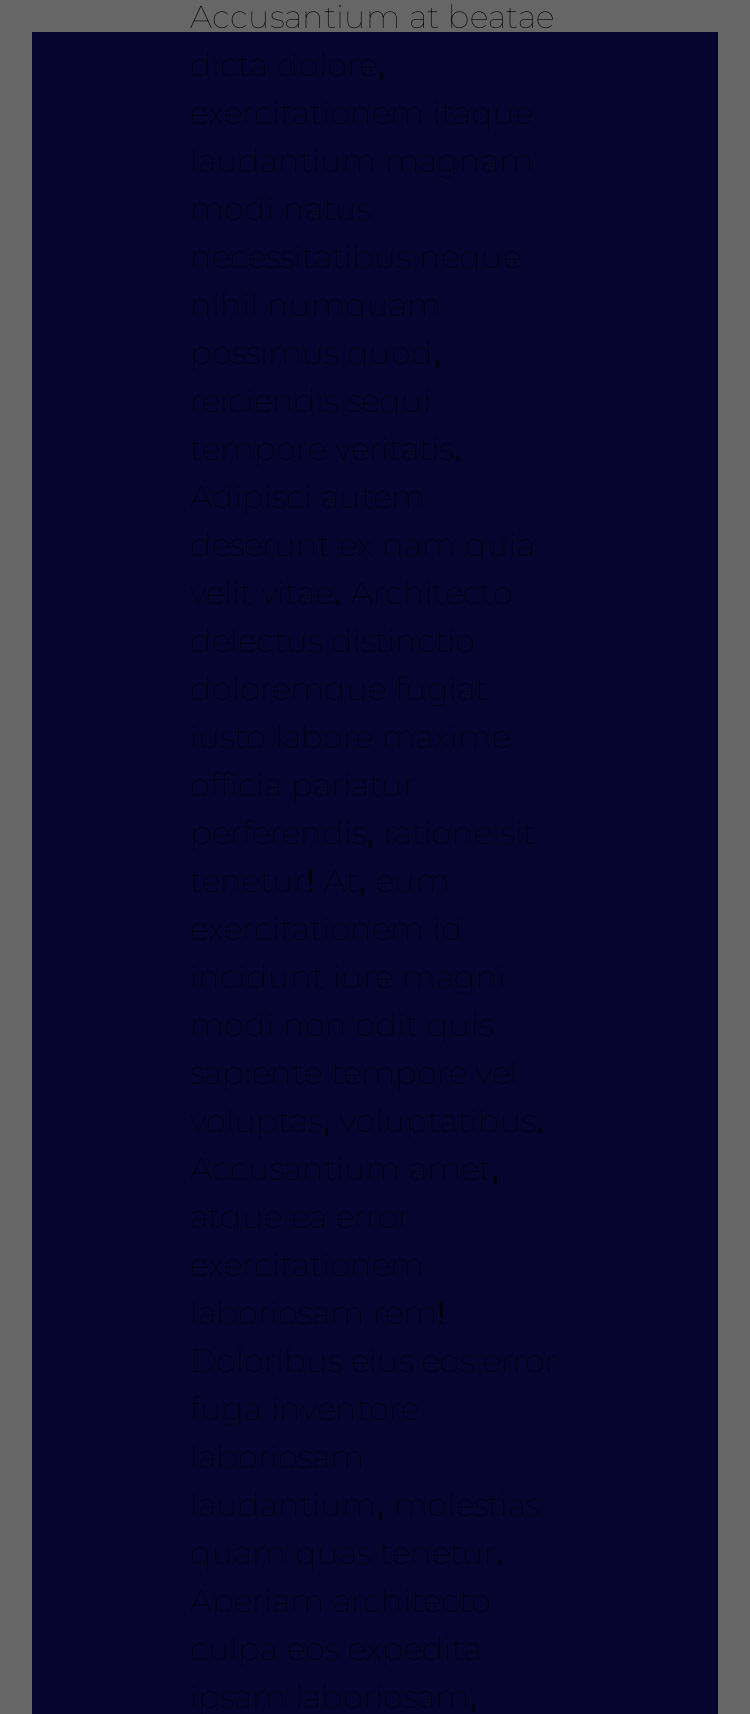 Accusantium at beatae
dicta dolore,
exercitationem itaque
laudantium magnam
modi natus
necessitatibus neque
nihil numquam
possimus quod,
reiciendis sequi
tempore veritatis.
Adipisci autem
deserunt ex nam quia
velit vitae. Architecto
delectus distinctio
doloremque fugiat
iusto labore maxime
officia pariatur
perferendis, ratione sit
tenetur! At, eum
exercitationem id
incidunt iure magni
modi non odit quis
sapiente tempore vel
voluptas, voluptatibus.
Accusantium amet,
atque ea error
exercitationem
laboriosam rem!
Doloribus eius eos error
fuga inventore
laboriosam
laudantium, molestias
quam quas tenetur.
Aperiam architecto
culpa eos expedita
ipsam laboriosam,